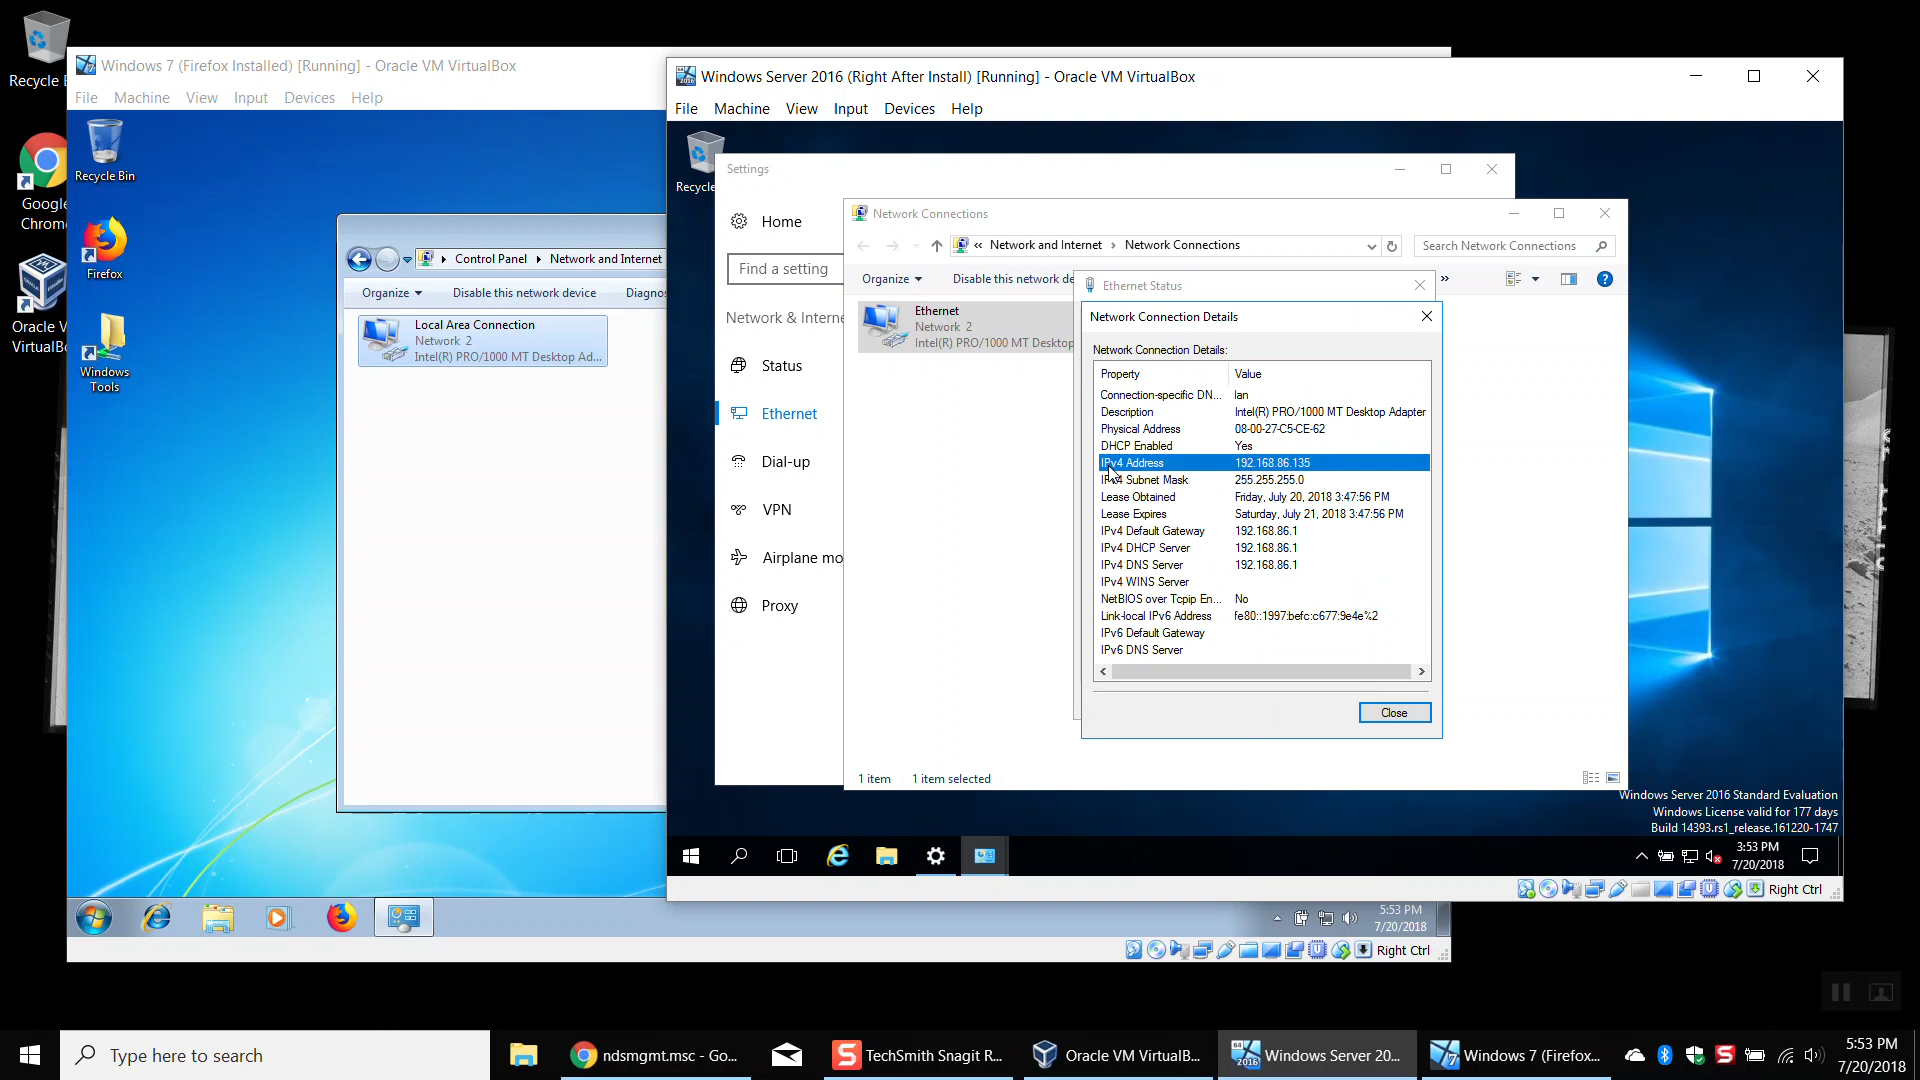 Recycle B
Google
Chrome
Oracle V
VirtualBo
Windows 7 (Firefox Installed) [Running] - Oracle VM VirtualBox
File Machine View Input Devices Help
Recycle Bin
Firefox
Windows
Tools
Control Panel Network and Internet
Organize Disable this network device Diagnos
Local Area Connection
Network 2
Intel(R) PRO/1000 MT Desktop Ad...
5:53 PM
7/20/2018
Right Ctrl
Windows Server 2016 (Right After Install) [Running] - Oracle VM VirtualBox
File Machine View Input Devices Help
Recycle
Settings
Home
Find a setting
Network & Interne
Status
Ethernet
Dial-up
VPN
Airplane mo
Proxy
Network Connections
« Network and Internet Network Connections
Search Network Connections
Organize Disable this network de »
Ethernet
Network 2
Intel(R) PRO/1000 MT Desktop
1 item 1 item selected
Ethernet Status
Network Connection Details
Network Connection Details:
Property Value
Connection-specific DN... lan
Description Intel(R) PRO/1000 MT Desktop Adapter
Physical Address 08-00-27-C5-CE-62
DHCP Enabled Yes
IPv4 Address 192.168.86.135
IPv4 Subnet Mask 255.255.255.0
Lease Obtained Friday, July 20, 2018 3:47:56 PM
Lease Expires Saturday, July 21, 2018 3:47:56 PM
IPv4 Default Gateway 192.168.86.1
IPv4 DHCP Server 192.168.86.1
IPv4 DNS Server 192.168.86.1
IPv4 WINS Server
NetBIOS over Tcpip En... No
Link-local IPv6 Address fe80::1997:befc:c677:9e4e%2
IPv6 Default Gateway
IPv6 DNS Server
Close
Windows Server 2016 Standard Evaluation
Windows License valid for 177 days
Build 14393.rs1_release.161220-1747
3:53 PM
7/20/2018
Right Ctrl
Type here to search
ndsmgmt.msc - Go...
TechSmith Snagit R...
Oracle VM VirtualB...
Windows Server 20...
Windows 7 (Firefox...
5:53 PM
7/20/2018